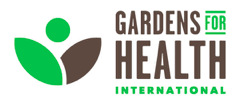 GARDENS FOR
HEALTH
INTERNATIONAL